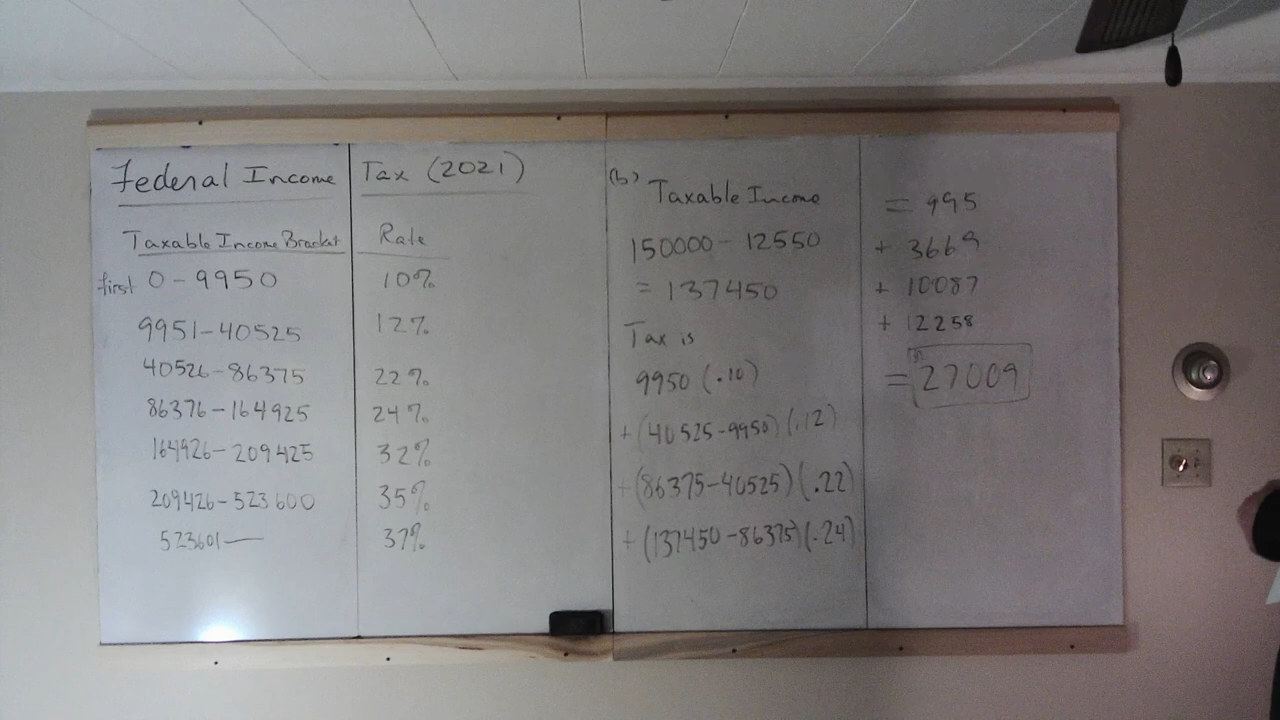 Federal Income Tax (2021)
Taxable Income Bracket Rate
first 0 - 9950 10%
9951 - 40525 12%
40526 - 86375 22%
86376 - 164925 24%
164926 - 209425 32%
209426 - 523600 35%
523601 — 37%
(b) Taxable Income
150000 - 12550
= 137450
Tax is
9950 (.10)
+ (40525 - 9950) (.12)
+ (86375 - 40525) (.22)
+ (137450 - 86375) (.24)
= 995
+ 3669
+ 10087
+ 12258
= 27009